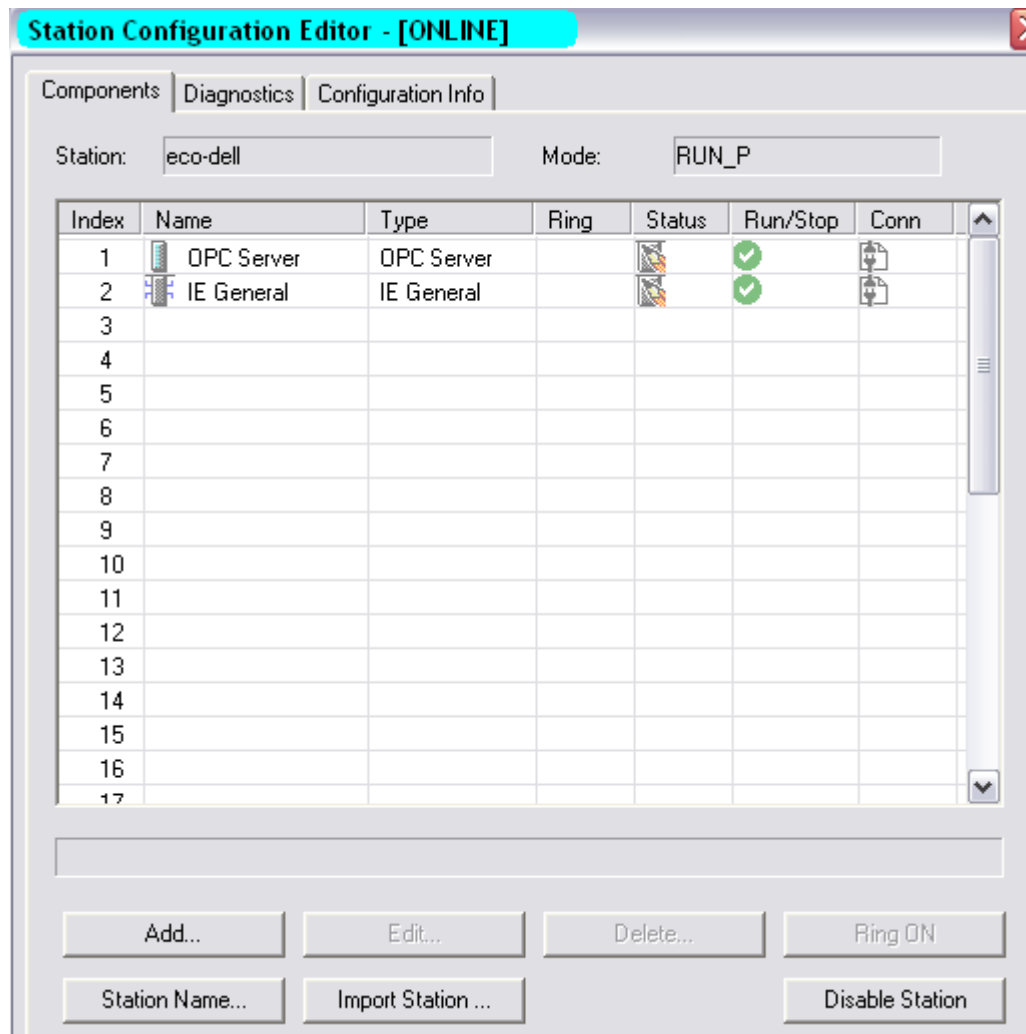 Station Configuration Editor - [ONLINE]
Components Diagnostics Configuration Info
Station: eco-dell Mode: RUN_P
Index Name Type Ring Status Run/Stop Conn
1 OPC Server OPC Server
2 IE General IE General
3
4
5
6
7
8
9
10
11
12
13
14
15
16
17
Add... Edit... Delete... Ring ON
Station Name... Import Station ... Disable Station